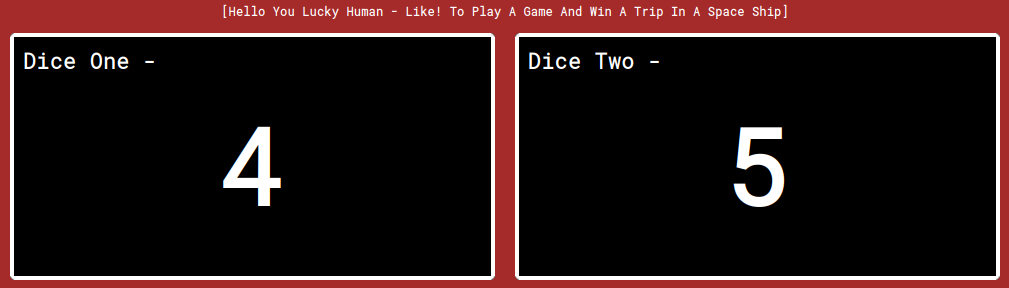 [Hello You Lucky Human - Like! To Play A Game And Win A Trip In A Space Ship]
Dice One -
4
Dice Two -
5